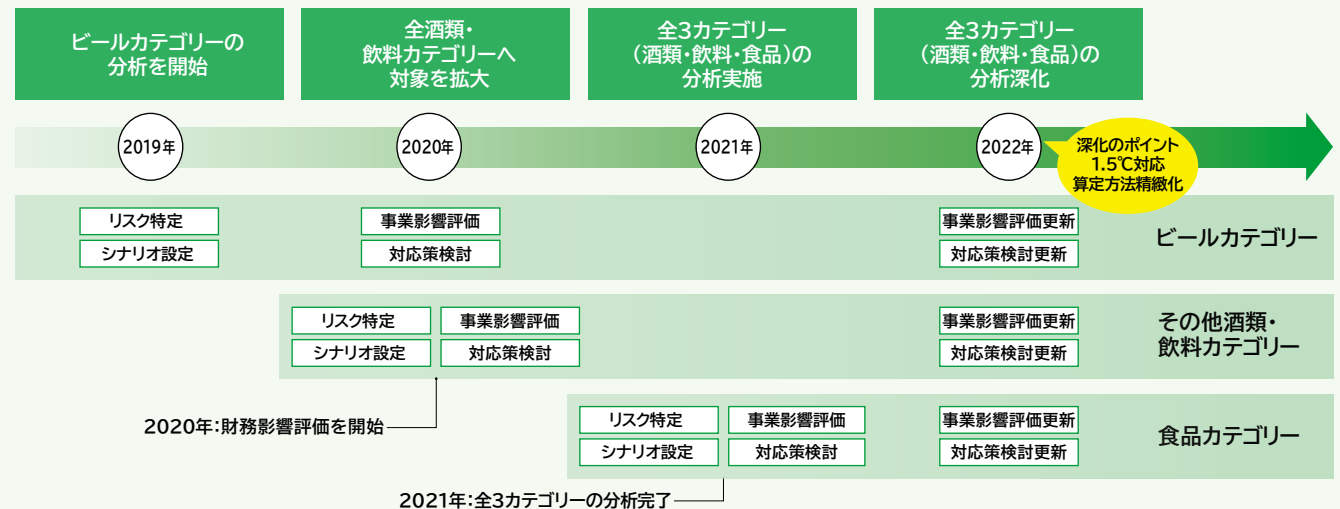 ビールカテゴリーの
分析を開始
全酒類・
飲料カテゴリーへ
対象を拡大
全3カテゴリー
（酒類・飲料・食品）の
分析実施
全3カテゴリー
（酒類・飲料・食品）の
分析深化
2019年
2020年
2021年
2022年
深化のポイント
1.5℃対応
算定方法精緻化
リスク特定
シナリオ設定
事業影響評価
対応策検討
事業影響評価更新
対応策検討更新
ビールカテゴリー
リスク特定
シナリオ設定
事業影響評価
対応策検討
事業影響評価更新
対応策検討更新
その他酒類・
飲料カテゴリー
2020年：財務影響評価を開始
リスク特定
シナリオ設定
事業影響評価
対応策検討
事業影響評価更新
対応策検討更新
食品カテゴリー
2021年：全3カテゴリーの分析完了